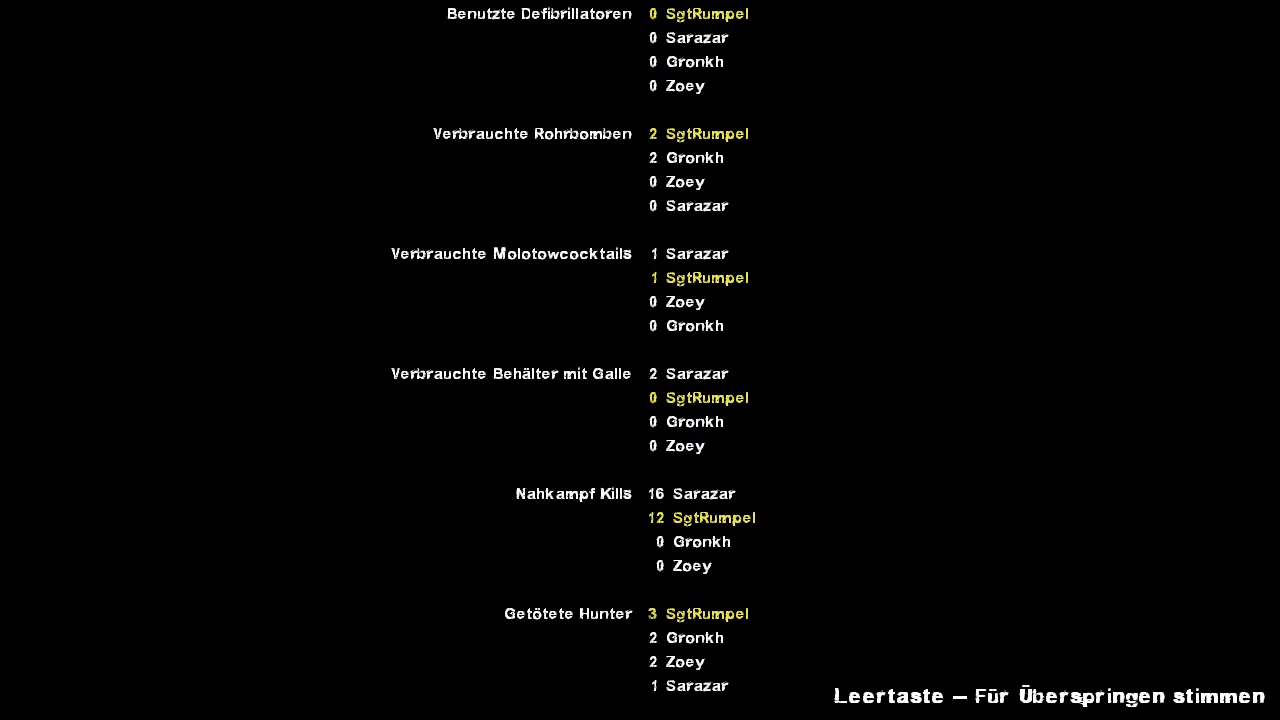 Benutzte Defibrillatoren 0 SgtRumpel
0 Sarazar
0 Gronkh
0 Zoey
Verbrauchte Rohrbomben 2 SgtRumpel
2 Gronkh
0 Zoey
0 Sarazar
Verbrauchte Molotowcocktails 1 Sarazar
1 SgtRumpel
0 Zoey
0 Gronkh
Verbrauchte Behälter mit Galle 2 Sarazar
0 SgtRumpel
0 Gronkh
0 Zoey
Nahkampf Kills 16 Sarazar
12 SgtRumpel
0 Gronkh
0 Zoey
Getötete Hunter 3 SgtRumpel
2 Gronkh
2 Zoey
1 Sarazar
Leertaste – Für Überspringen stimmen